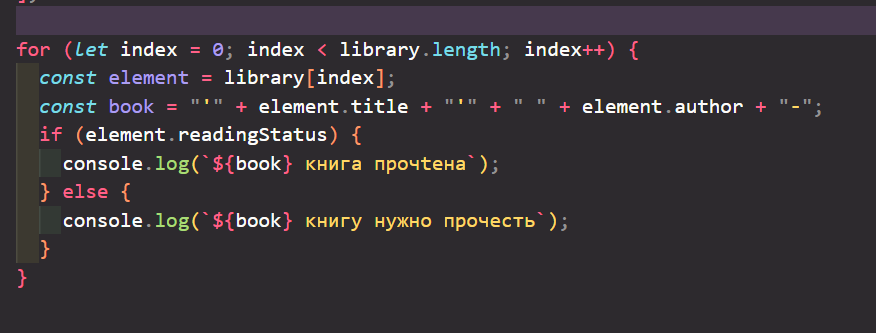 for (let index = 0; index < library.length; index++) {
const element = library[index];
const book = "'" + element.title + "'" + " " + element.author + "-";
if (element.readingStatus) {
console.log(`${book} книга прочтена`);
} else {
console.log(`${book} книгу нужно прочесть`);
}
}